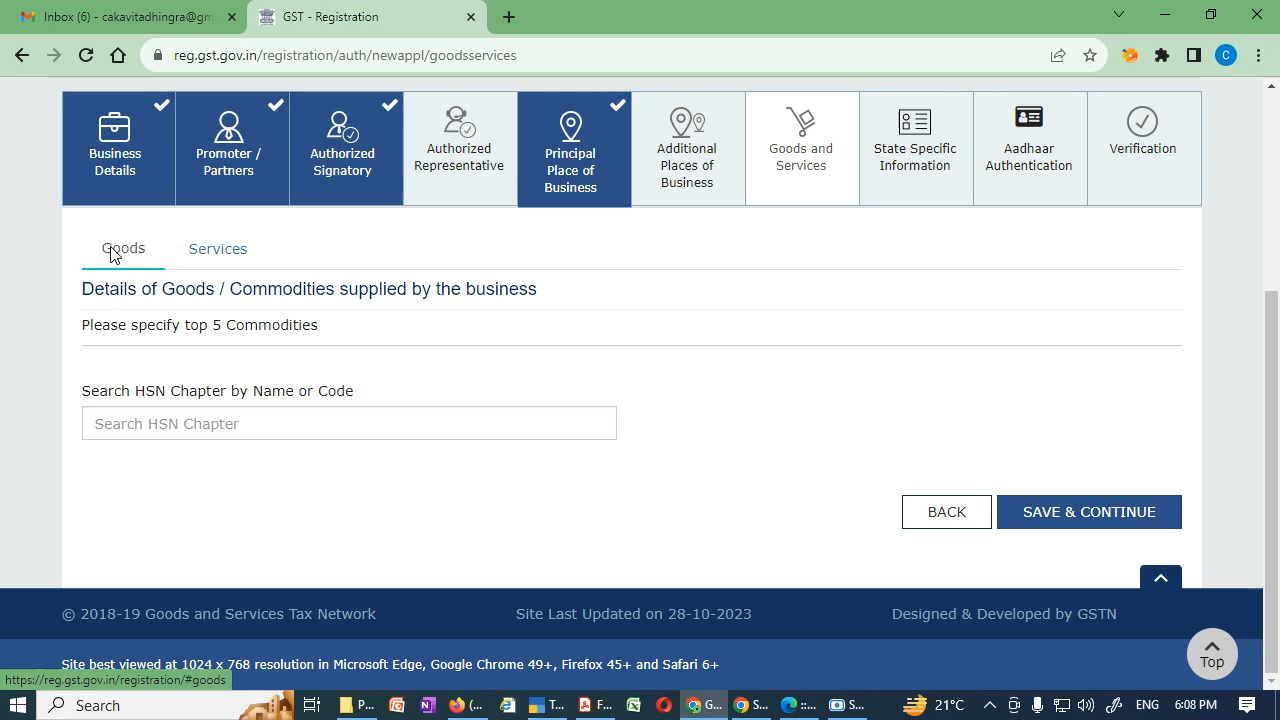 Inbox (6) - cakavitadhingra@gm
GST - Registration
reg.gst.gov.in/registration/auth/newappl/goodsservices
C
Business Details
Promoter / Partners
Authorized Signatory
Authorized Representative
Principal Place of Business
Additional Places of Business
Goods and Services
State Specific Information
Aadhaar Authentication
Verification
Goods
Services
Details of Goods / Commodities supplied by the business
Please specify top 5 Commodities
Search HSN Chapter by Name or Code
Search HSN Chapter
BACK
SAVE & CONTINUE
© 2018-19 Goods and Services Tax Network
Site Last Updated on 28-10-2023
Designed & Developed by GSTN
Site best viewed at 1024 x 768 resolution in Microsoft Edge, Google Chrome 49+, Firefox 45+ and Safari 6+
Top
https://reg.gst.gov.in/registration/#goods
Search
P...
(...
T...
F...
G...
S...
::...
S...
21°C
ENG
6:08 PM